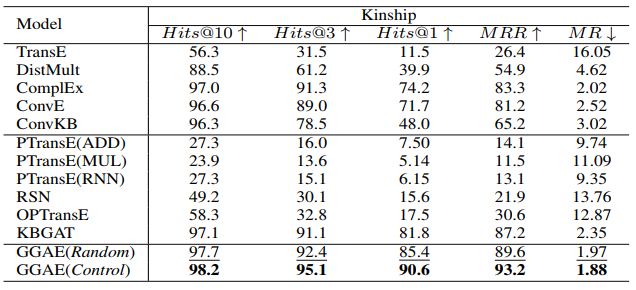 Model Kinship
Hits@10 ↑ Hits@3 ↑ Hits@1 ↑ MRR ↑ MR ↓
TransE 56.3 31.5 11.5 26.4 16.05
DistMult 88.5 61.2 39.9 54.9 4.62
ComplEx 97.0 91.3 74.2 83.3 2.02
ConvE 96.6 89.0 71.7 81.2 2.52
ConvKB 96.3 78.5 48.0 65.2 3.02
PTransE(ADD) 27.3 16.0 7.50 14.1 9.74
PTransE(MUL) 23.9 13.6 5.14 11.5 11.09
PTransE(RNN) 27.3 15.1 6.15 13.1 9.35
RSN 49.2 30.1 15.6 21.9 13.76
OPTransE 58.3 32.8 17.5 30.6 12.87
KBGAT 97.1 91.1 81.8 87.2 2.35
GGAE(Random) 97.7 92.4 85.4 89.6 1.97
GGAE(Control) 98.2 95.1 90.6 93.2 1.88